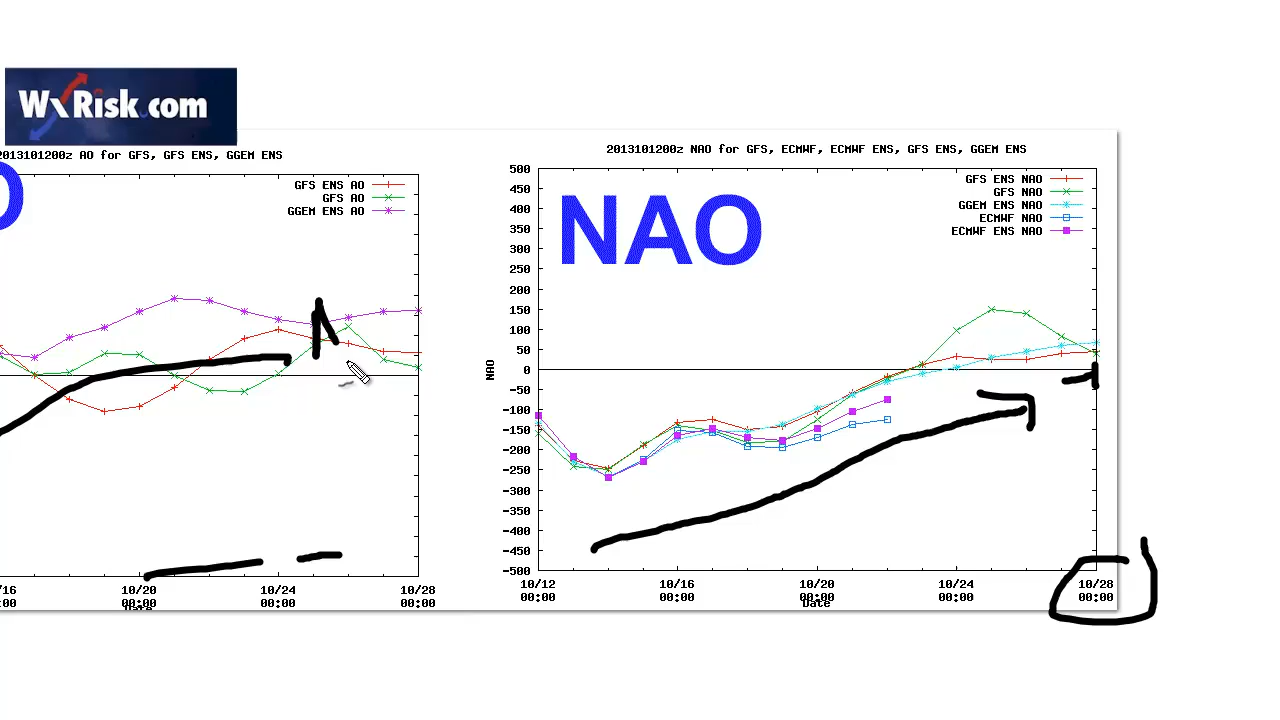 WxRisk.com
2013101200z AO for GFS, GFS ENS, GGEM ENS
GFS ENS AO
GFS AO
GGEM ENS AO
O
/16
10/20
10/24
10/28
00:00
00:00
00:00
00:00
Date
2013101200z NAO for GFS, ECMWF, ECMWF ENS, GFS ENS, GGEM ENS
NAO
GFS ENS NAO
GFS NAO
GGEM ENS NAO
ECMWF NAO
ECMWF ENS NAO
NAO
500
450
400
350
300
250
200
150
100
50
0
-50
-100
-150
-200
-250
-300
-350
-400
-450
-500
10/12
10/16
10/20
10/24
10/28
00:00
00:00
00:00
00:00
00:00
Date